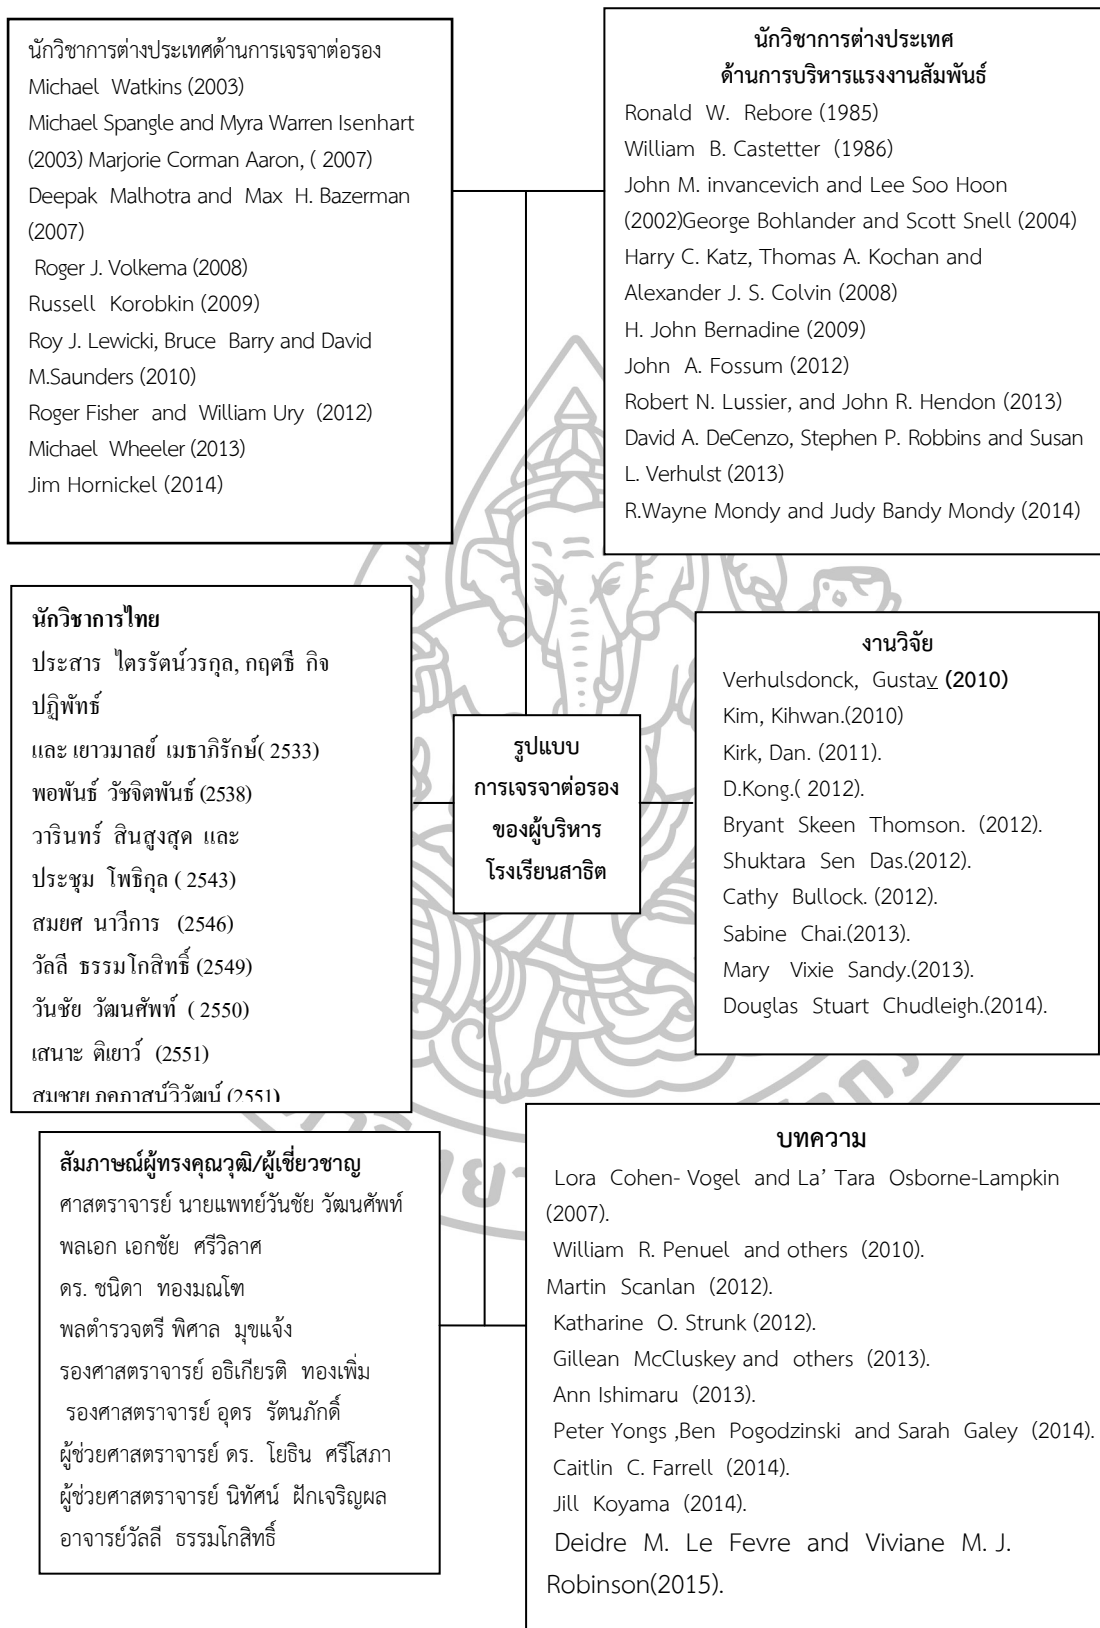 นักวิชาการต่างประเทศด้านการเจรจาต่อรอง
Michael Watkins (2003)
Michael Spangle and Myra Warren Isenhart
(2003) Marjorie Corman Aaron, ( 2007)
Deepak Malhotra and Max H. Bazerman
(2007)
Roger J. Volkema (2008)
Russell Korobkin (2009)
Roy J. Lewicki, Bruce Barry and David
M.Saunders (2010)
Roger Fisher and William Ury (2012)
Michael Wheeler (2013)
Jim Hornickel (2014)
นักวิชาการต่างประเทศ
ด้านการบริหารแรงงานสัมพันธ์
Ronald W. Rebore (1985)
William B. Castetter (1986)
John M. invancevich and Lee Soo Hoon
(2002)George Bohlander and Scott Snell (2004)
Harry C. Katz, Thomas A. Kochan and
Alexander J. S. Colvin (2008)
H. John Bernadine (2009)
John A. Fossum (2012)
Robert N. Lussier, and John R. Hendon (2013)
David A. DeCenzo, Stephen P. Robbins and Susan
L. Verhulst (2013)
R.Wayne Mondy and Judy Bandy Mondy (2014)
นักวิชาการไทย
ประสาร ไตรรัตน์วรกุล, กฤตธี กิจ
ปฏิพัทธ์
และ เยาวมาลย์ เมธาภิรักษ์( 2533)
พอพันธ์ วัชจิตพันธ์ (2538)
วารินทร์ สินสูงสุด และ
ประชุม โพธิกุล ( 2543)
สมยศ นาวีการ (2546)
วัลลี ธรรมโกสิทธิ์ (2549)
วันชัย วัฒนศัพท์ ( 2550)
เสนาะ ติเยาว์ (2551)
สมชาย ภคภาสน์วิวัฒน์ (2551)
รูปแบบ
การเจรจาต่อรอง
ของผู้บริหาร
โรงเรียนสาธิต
งานวิจัย
Verhulsdonck, Gustav (2010)
Kim, Kihwan.(2010)
Kirk, Dan. (2011).
D.Kong.( 2012).
Bryant Skeen Thomson. (2012).
Shuktara Sen Das.(2012).
Cathy Bullock. (2012).
Sabine Chai.(2013).
Mary Vixie Sandy.(2013).
Douglas Stuart Chudleigh.(2014).
สัมภาษณ์ผู้ทรงคุณวุฒิ/ผู้เชี่ยวชาญ
ศาสตราจารย์ นายแพทย์วันชัย วัฒนศัพท์
พลเอก เอกชัย ศรีวิลาศ
ดร. ชนิดา ทองมณโฑ
พลตำรวจตรี พิศาล มุขแจ้ง
รองศาสตราจารย์ อธิเกียรติ ทองเพิ่ม
รองศาสตราจารย์ อุดร รัตนภักดิ์
ผู้ช่วยศาสตราจารย์ ดร. โยธิน ศรีโสภา
ผู้ช่วยศาสตราจารย์ นิทัศน์ ฝักเจริญผล
อาจารย์วัลลี ธรรมโกสิทธิ์
บทความ
Lora Cohen- Vogel and La' Tara Osborne-Lampkin
(2007).
William R. Penuel and others (2010).
Martin Scanlan (2012).
Katharine O. Strunk (2012).
Gillean McCluskey and others (2013).
Ann Ishimaru (2013).
Peter Yongs ,Ben Pogodzinski and Sarah Galey (2014).
Caitlin C. Farrell (2014).
Jill Koyama (2014).
Deidre M. Le Fevre and Viviane M. J.
Robinson(2015).